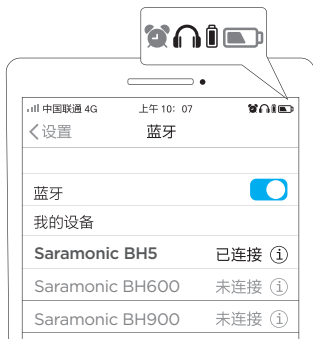 中国联通 4G 上午 10：07
设置 蓝牙
蓝牙
我的设备
Saramonic BH5 已连接
Saramonic BH600 未连接
Saramonic BH900 未连接